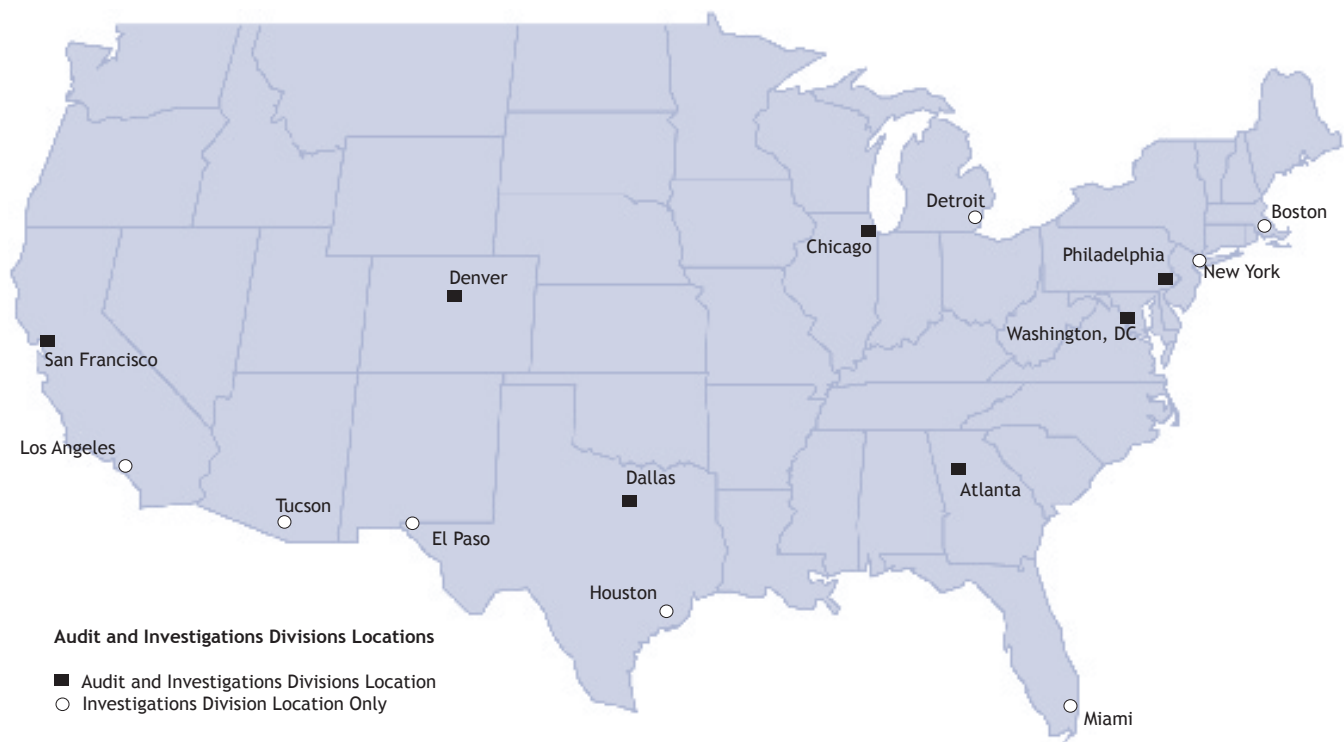 Detroit
Boston
Chicago
Philadelphia
New York
Denver
Washington, DC
San Francisco
Los Angeles
Dallas
Atlanta
Tucson
El Paso
Houston
Audit and Investigations Divisions Locations
Audit and Investigations Divisions Location
Investigations Division Location Only
Miami